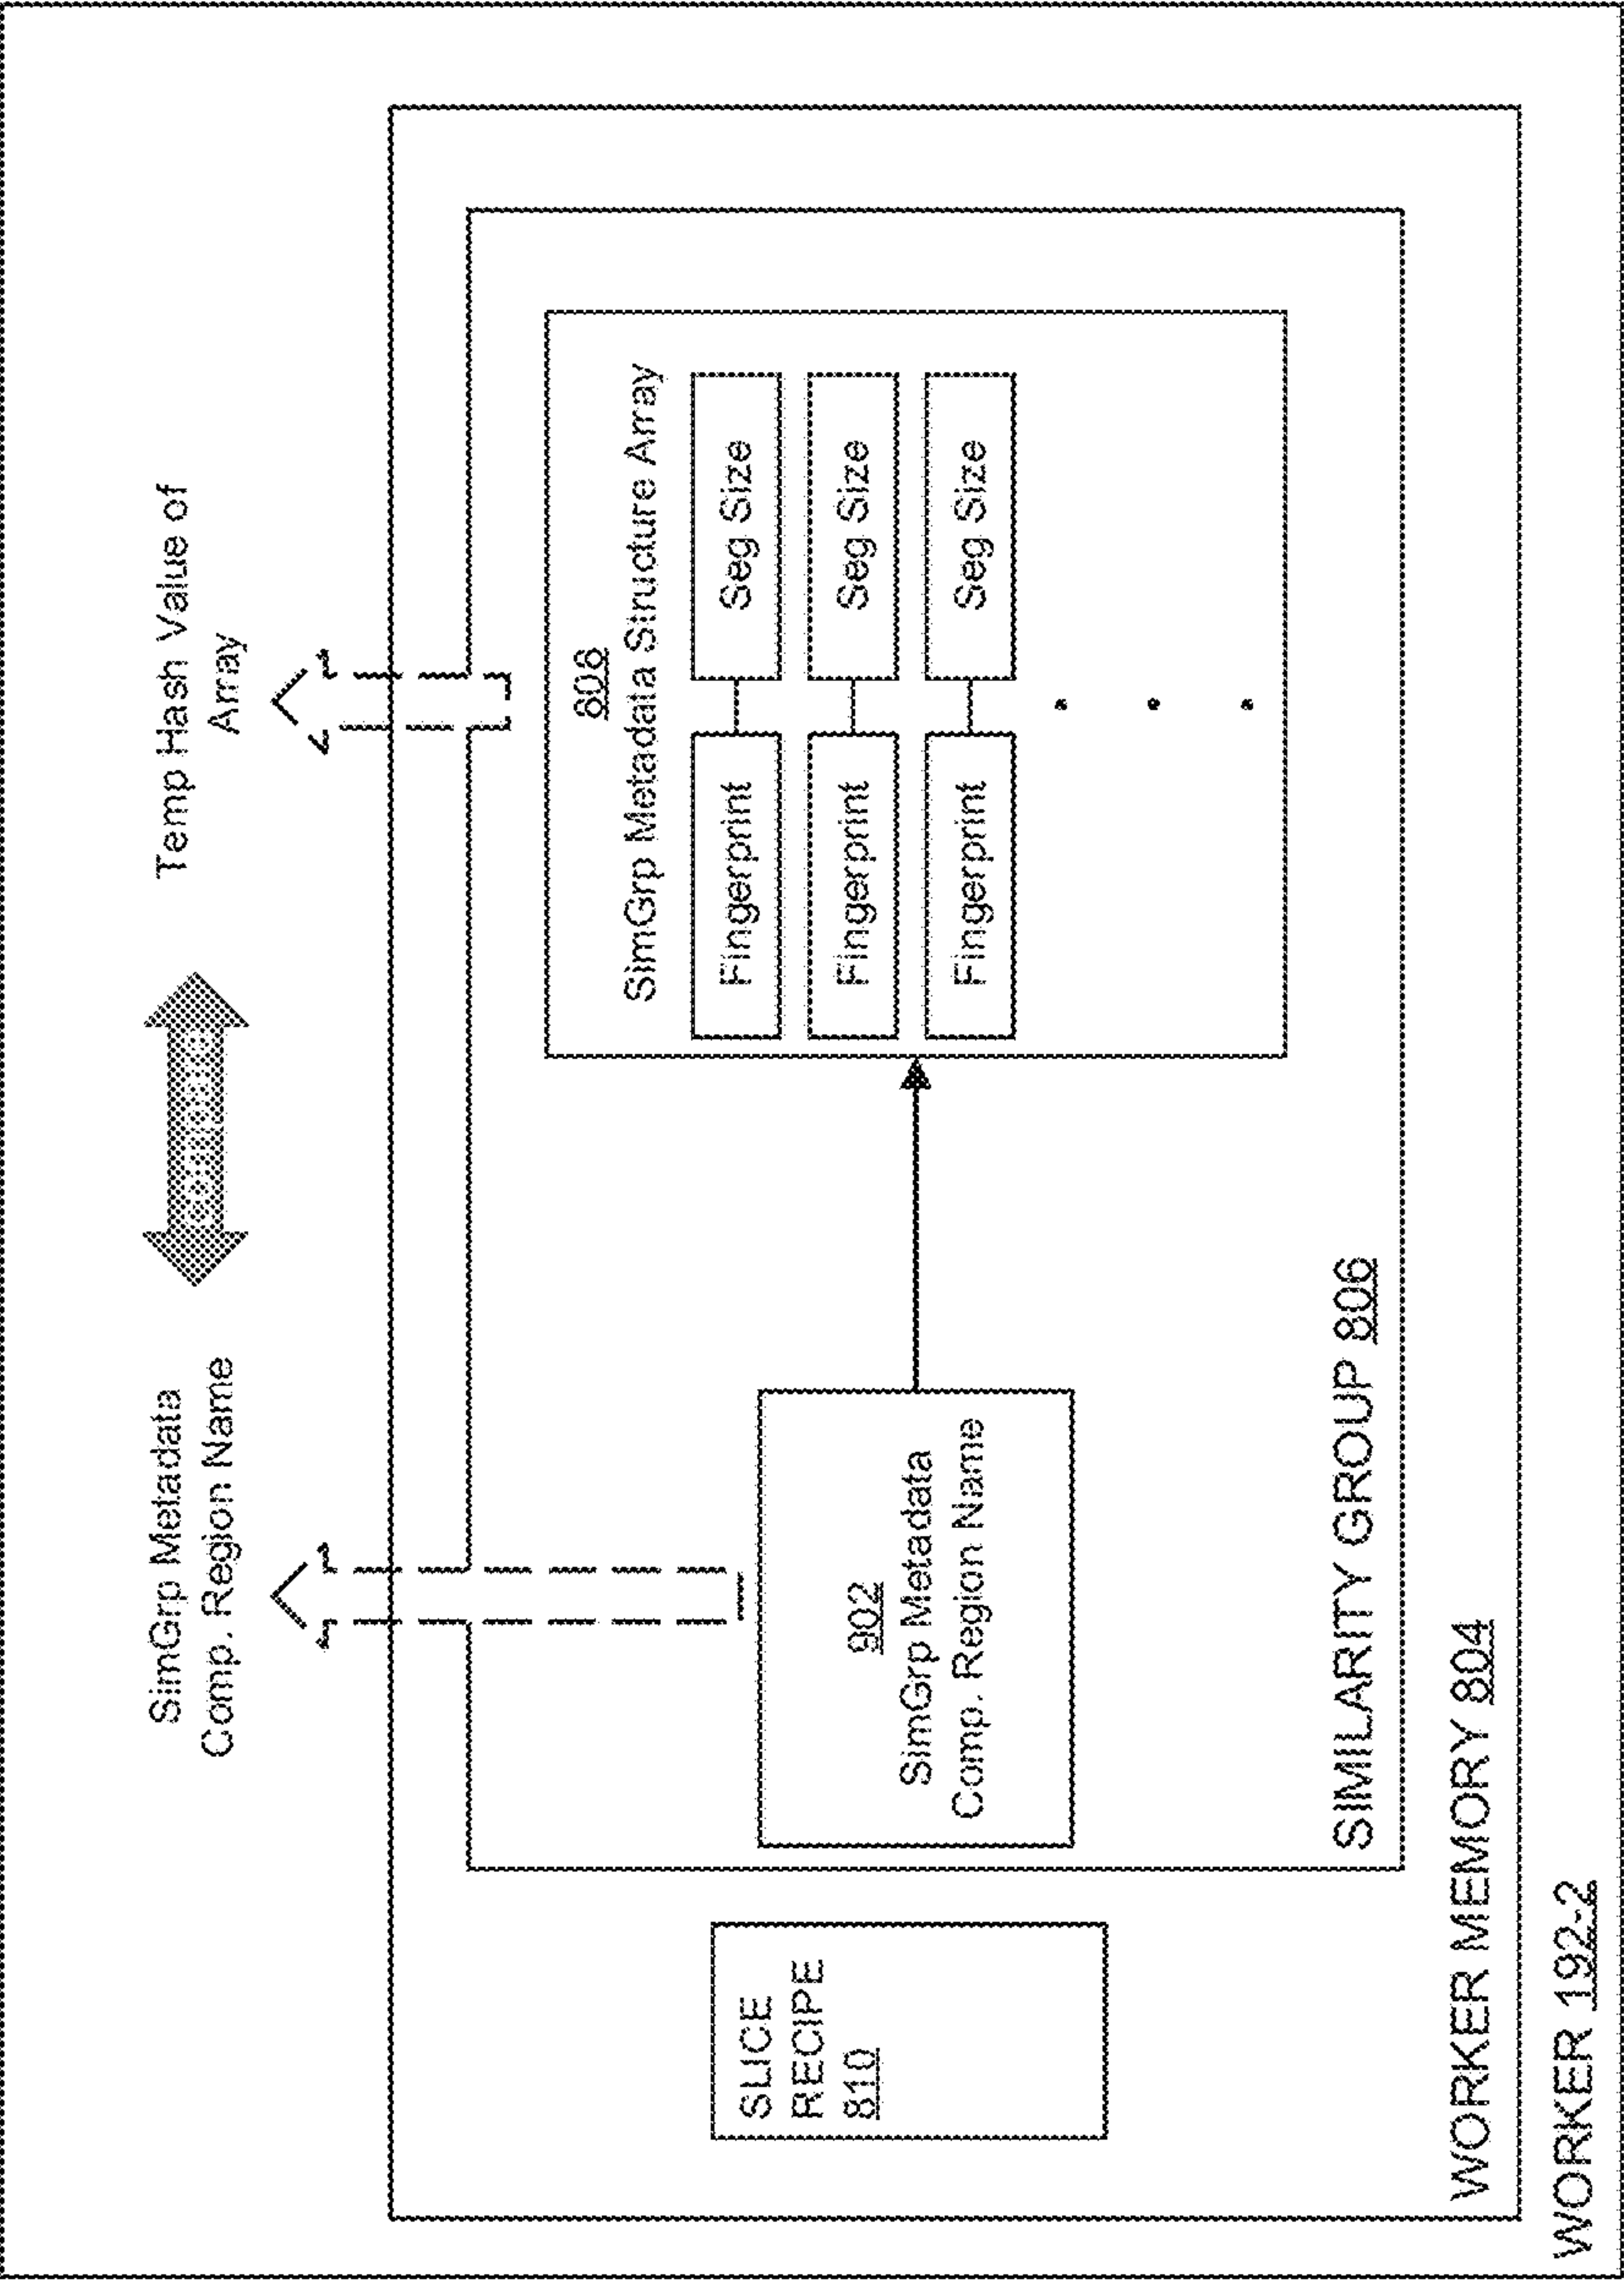 SimGrp Metadata
Comp. Region Name
Temp Hash Value of
Array
SLICE
RECIPE
810
902
SimGrp Metadata
Comp. Region Name
808
SimGrp Metadata Structure Array
Fingerprint
Seg Size
Fingerprint
Seg Size
Fingerprint
Seg Size
SIMILARITY GROUP 806
WORKER MEMORY 804
WORKER 192-2